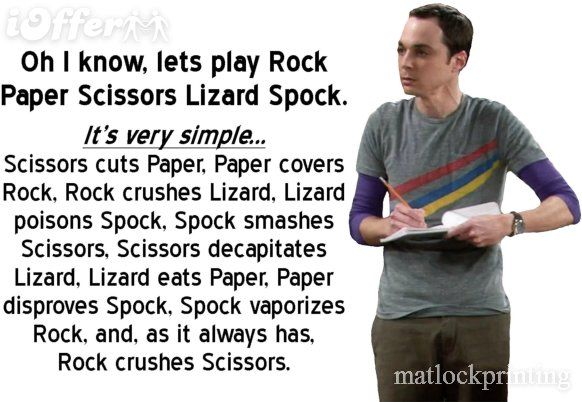 iOffer
Oh I know, lets play Rock
Paper Scissors Lizard Spock.
It's very simple...
Scissors cuts Paper, Paper covers
Rock, Rock crushes Lizard, Lizard
poisons Spock, Spock smashes
Scissors, Scissors decapitates
Lizard, Lizard eats Paper, Paper
disproves Spock, Spock vaporizes
Rock, and, as it always has,
Rock crushes Scissors.
matlockprinting